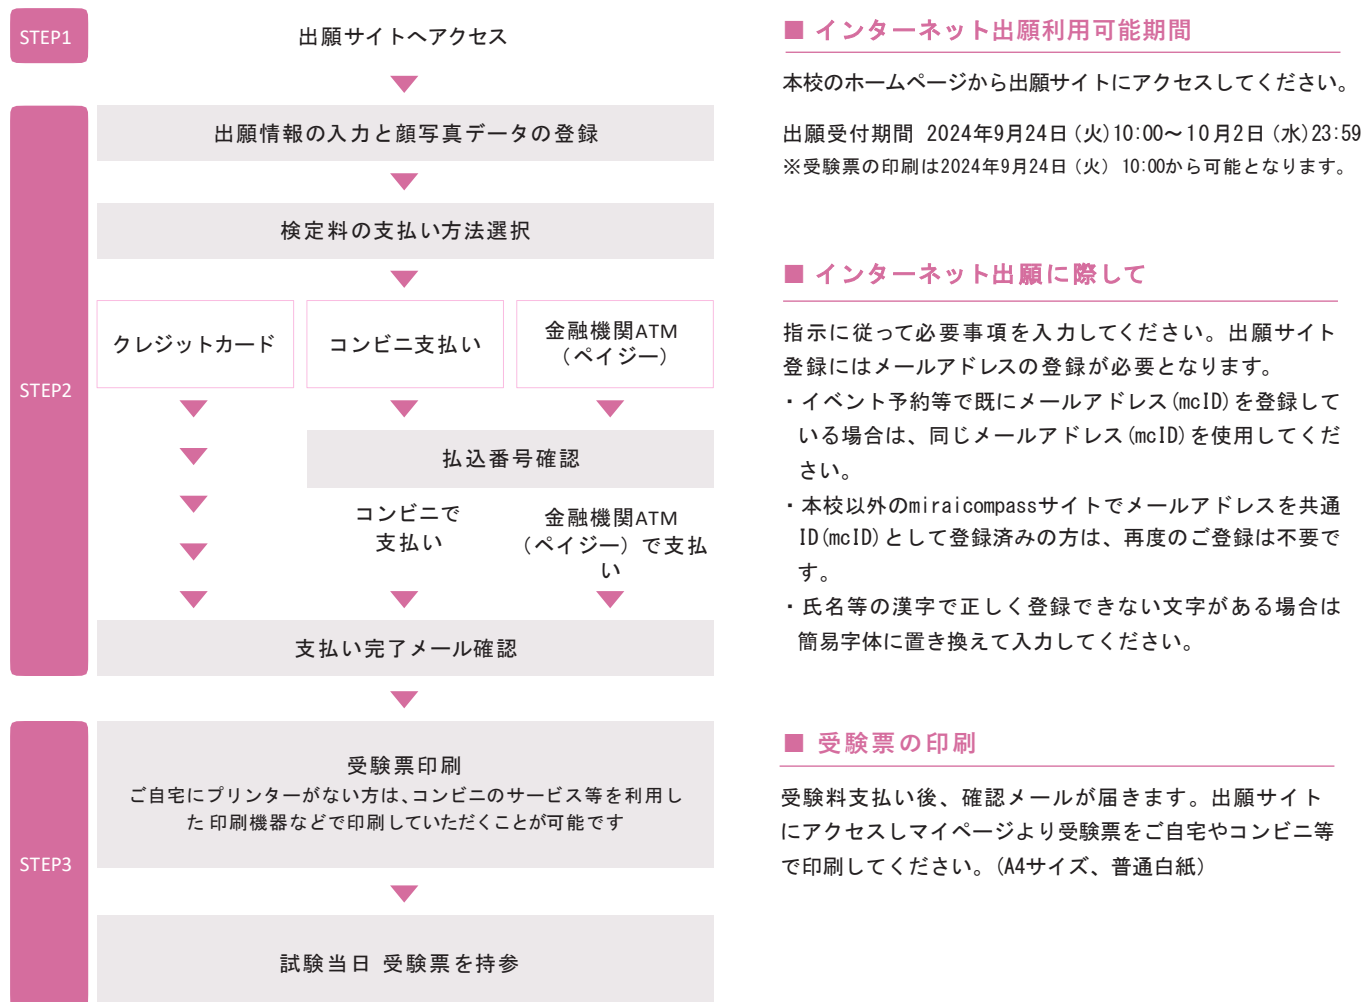 STEP1
出願サイトへアクセス
STEP2
出願情報の入力と顔写真データの登録
検定料の支払い方法選択
クレジットカード
コンビニ支払い
金融機関ATM
（ペイジー）
払込番号確認
コンビニで
支払い
金融機関ATM
（ペイジー）で支払
い
支払い完了メール確認
STEP3
受験票印刷
ご自宅にプリンターがない方は、コンビニのサービス等を利用し
た 印刷機器などで印刷していただくことが可能です
試験当日 受験票を持参
■ インターネット出願利用可能期間
本校のホームページから出願サイトにアクセスしてください。
出願受付期間 2024年9月24日（火）10:00～10月2日（水）23:59
※受験票の印刷は2024年9月24日（火） 10:00から可能となります。
■ インターネット出願に際して
指示に従って必要事項を入力してください。出願サイト
登録にはメールアドレスの登録が必要となります。
・イベント予約等で既にメールアドレス(mcID)を登録して
いる場合は、同じメールアドレス(mcID)を使用してくだ
さい。
・本校以外のmiraicompassサイトでメールアドレスを共通
ID(mcID)として登録済みの方は、再度のご登録は不要で
す。
・氏名等の漢字で正しく登録できない文字がある場合は
簡易字体に置き換えて入力してください。
■ 受験票の印刷
受験料支払い後、確認メールが届きます。出願サイト
にアクセスしマイページより受験票をご自宅やコンビニ等
で印刷してください。(A4サイズ、普通白紙)